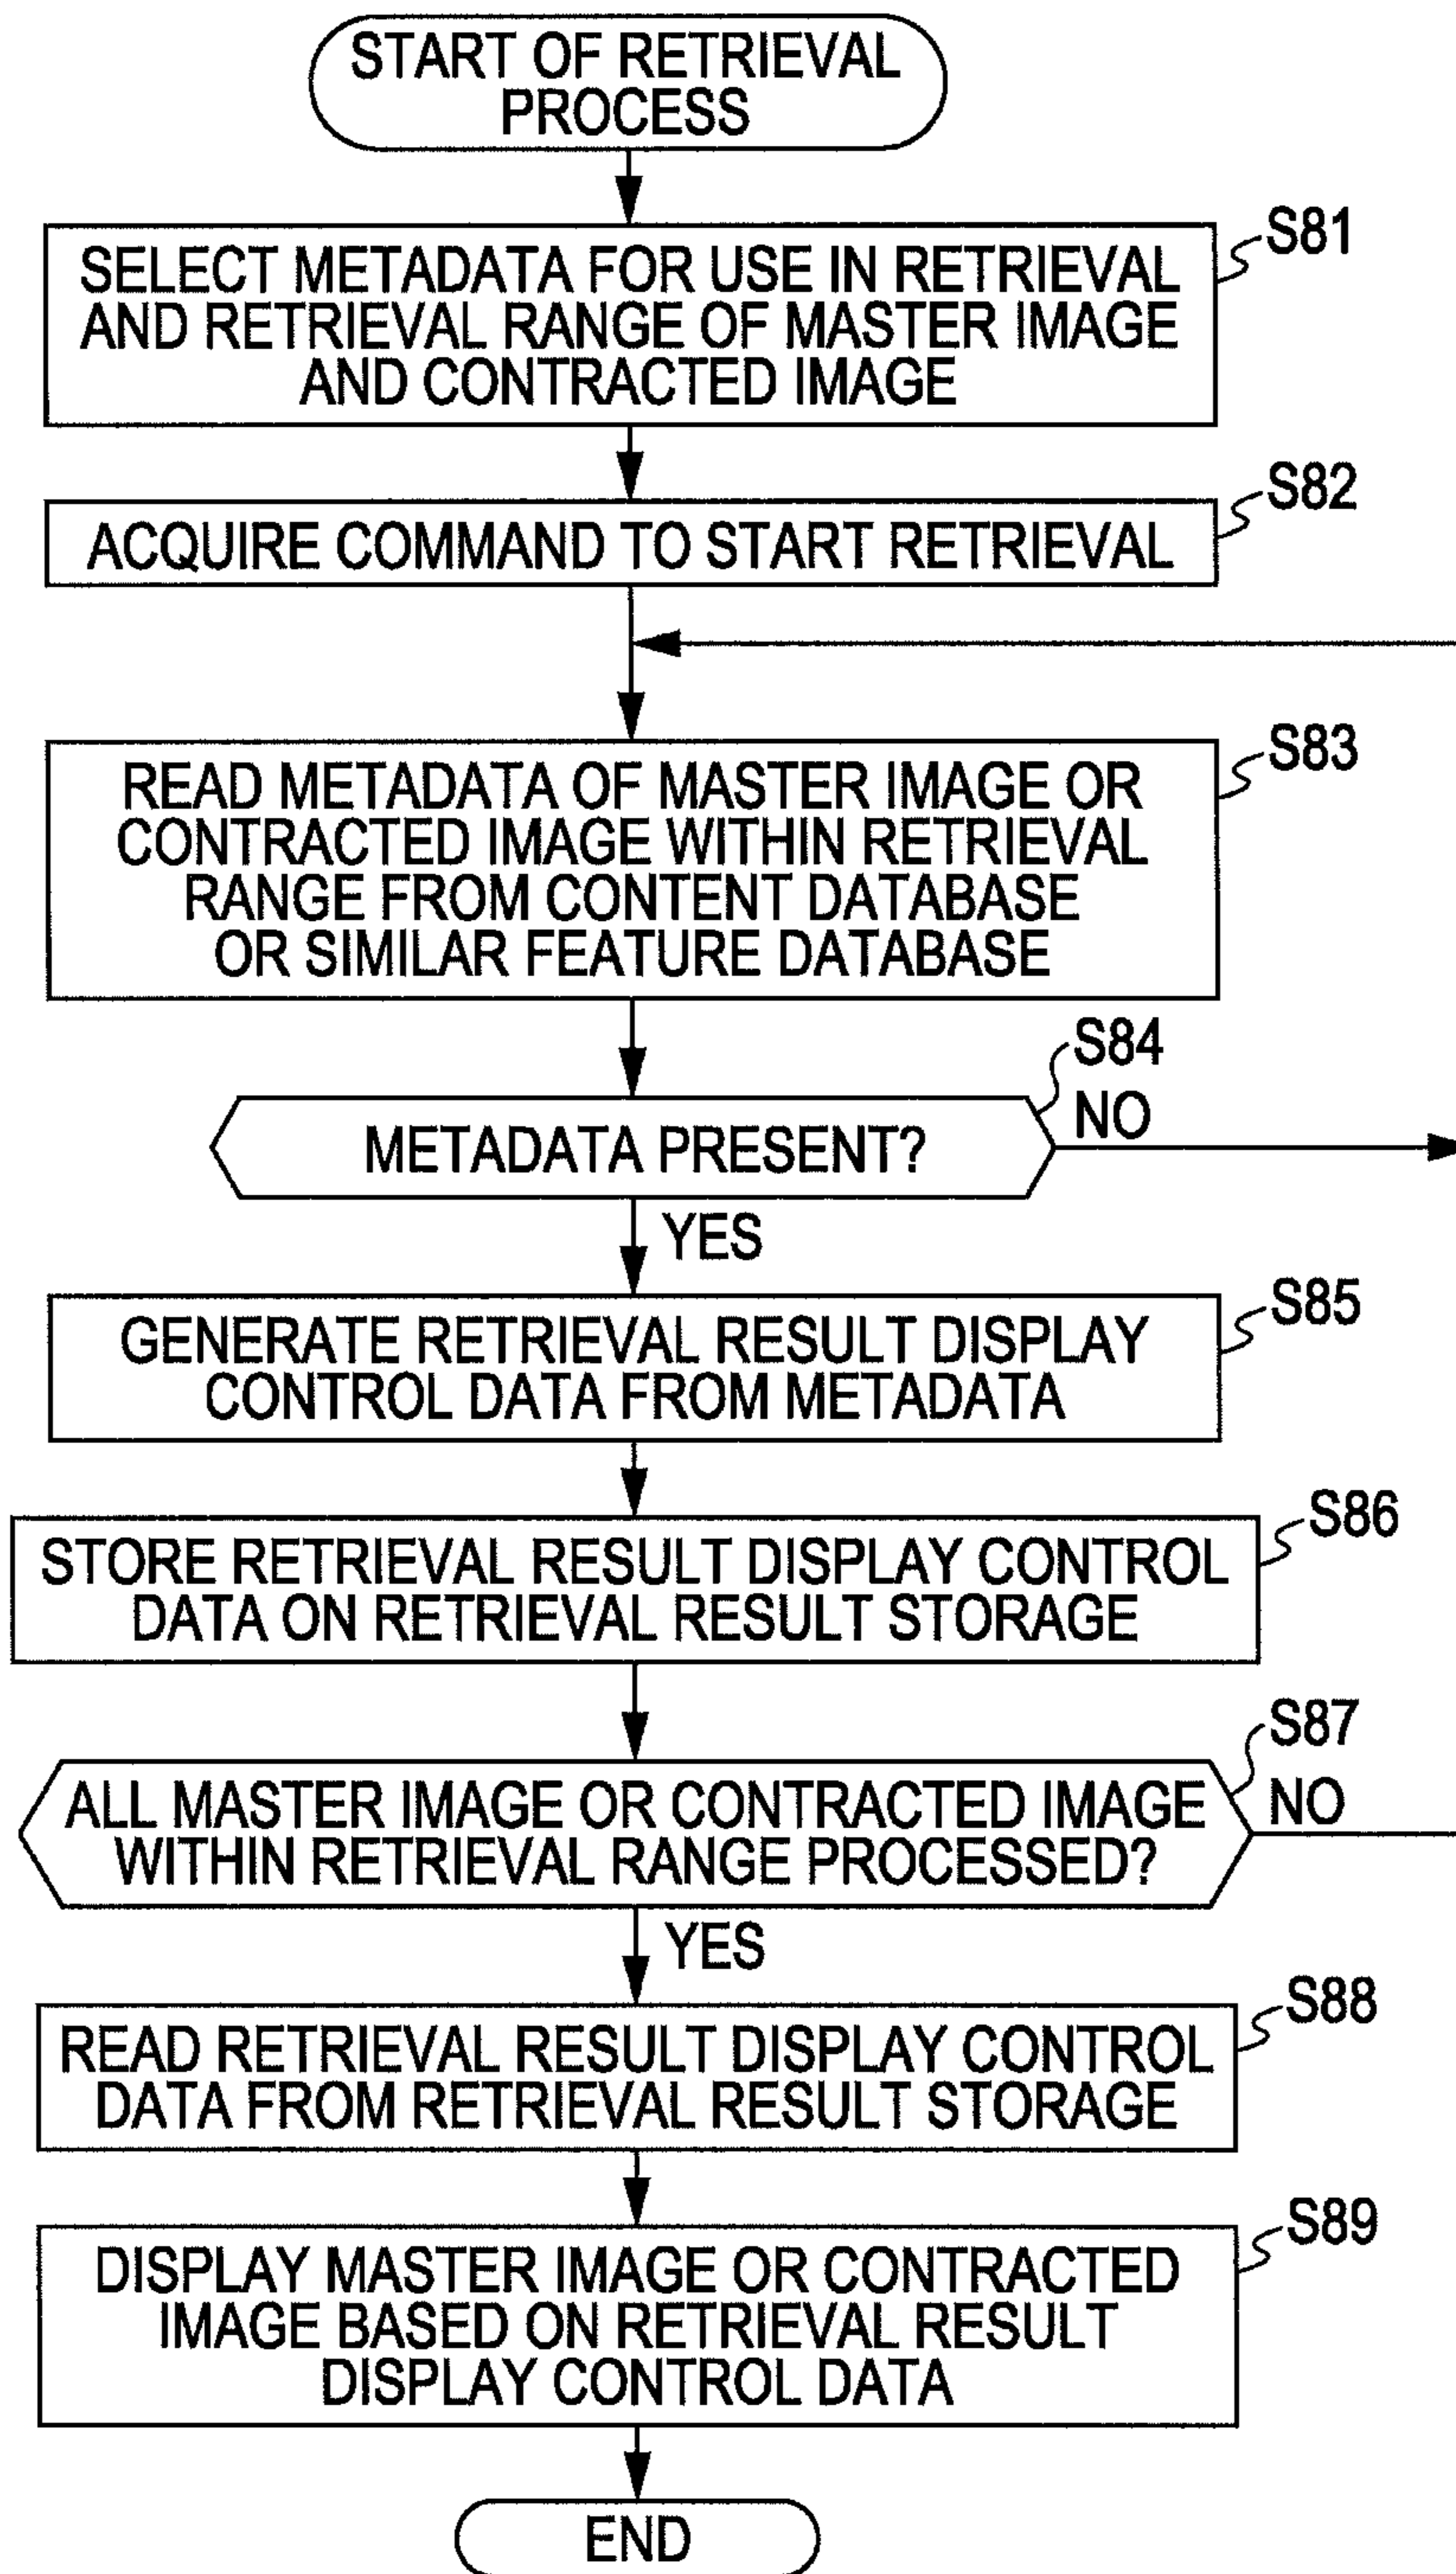 START OF RETRIEVAL
PROCESS
S81
SELECT METADATA FOR USE IN RETRIEVAL
AND RETRIEVAL RANGE OF MASTER IMAGE
AND CONTRACTED IMAGE
S82
ACQUIRE COMMAND TO START RETRIEVAL
S83
READ METADATA OF MASTER IMAGE OR
CONTRACTED IMAGE WITHIN RETRIEVAL
RANGE FROM CONTENT DATABASE
OR SIMILAR FEATURE DATABASE
S84
NO
METADATA PRESENT?
YES
S85
GENERATE RETRIEVAL RESULT DISPLAY
CONTROL DATA FROM METADATA
S86
STORE RETRIEVAL RESULT DISPLAY CONTROL
DATA ON RETRIEVAL RESULT STORAGE
S87
NO
ALL MASTER IMAGE OR CONTRACTED IMAGE
WITHIN RETRIEVAL RANGE PROCESSED?
YES
S88
READ RETRIEVAL RESULT DISPLAY CONTROL
DATA FROM RETRIEVAL RESULT STORAGE
S89
DISPLAY MASTER IMAGE OR CONTRACTED
IMAGE BASED ON RETRIEVAL RESULT
DISPLAY CONTROL DATA
END